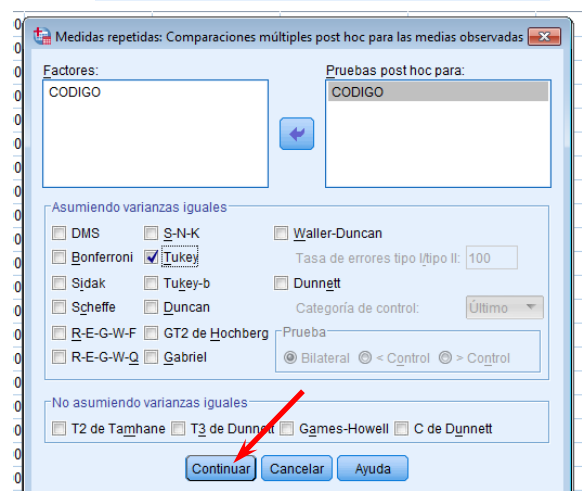 Medidas repetidas: Comparaciones múltiples post hoc para las medias observadas
Factores:
CODIGO
Pruebas post hoc para:
CODIGO
Asumiendo varianzas iguales
DMS
S-N-K
Waller-Duncan
Bonferroni
Tukey
Tasa de errores tipo I/tipo II: 100
Sidak
Tukey-b
Dunnett
Scheffe
Duncan
Categoría de control: Último
R-E-G-W-F
GT2 de Hochberg
Prueba
R-E-G-W-Q
Gabriel
Bilateral
< Control
> Control
No asumiendo varianzas iguales
T2 de Tamhane
T3 de Dunnett
Games-Howell
C de Dunnett
Continuar
Cancelar
Ayuda